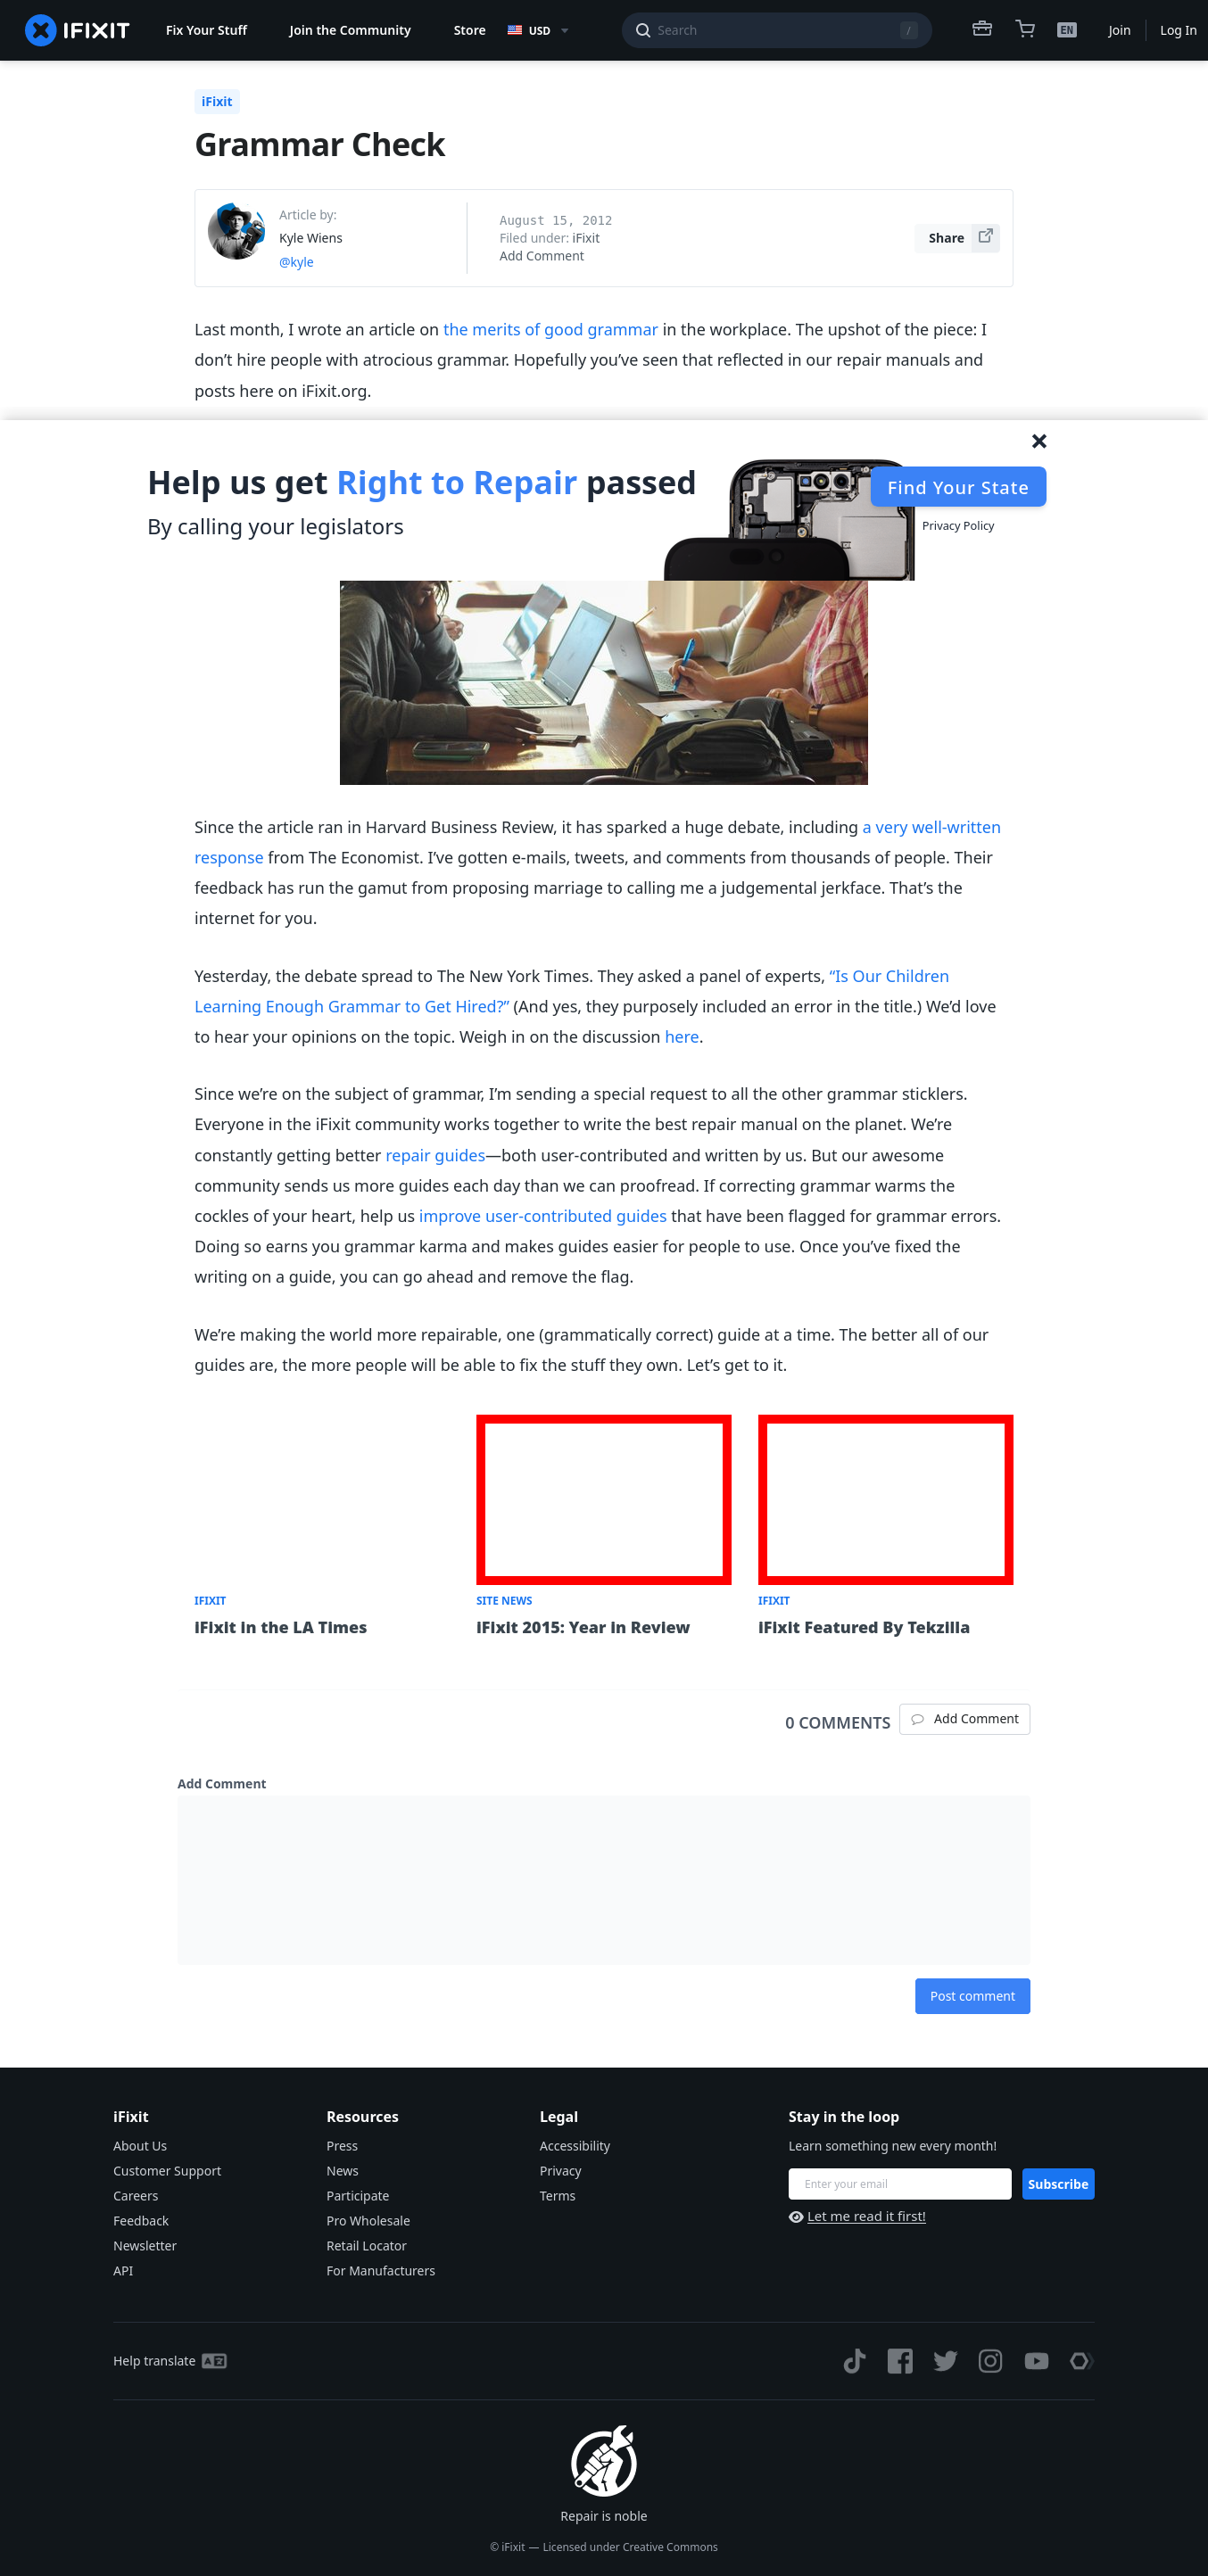 IFIXIT
Fix Your Stuff
Join the Community
Store
USD
Search
/
EN
Join
Log In
iFixit
Grammar Check
Article by:
Kyle Wiens
@kyle
August 15, 2012
Filed under: iFixit
Add Comment
Share
Last month, I wrote an article on the merits of good grammar in the workplace. The upshot of the piece: I
don’t hire people with atrocious grammar. Hopefully you’ve seen that reflected in our repair manuals and
posts here on iFixit.org.
Help us get Right to Repair passed
By calling your legislators
Find Your State
Privacy Policy
Since the article ran in Harvard Business Review, it has sparked a huge debate, including a very well-written
response from The Economist. I’ve gotten e-mails, tweets, and comments from thousands of people. Their
feedback has run the gamut from proposing marriage to calling me a judgemental jerkface. That’s the
internet for you.
Yesterday, the debate spread to The New York Times. They asked a panel of experts, “Is Our Children
Learning Enough Grammar to Get Hired?” (And yes, they purposely included an error in the title.) We’d love
to hear your opinions on the topic. Weigh in on the discussion here.
Since we’re on the subject of grammar, I’m sending a special request to all the other grammar sticklers.
Everyone in the iFixit community works together to write the best repair manual on the planet. We’re
constantly getting better repair guides—both user-contributed and written by us. But our awesome
community sends us more guides each day than we can proofread. If correcting grammar warms the
cockles of your heart, help us improve user-contributed guides that have been flagged for grammar errors.
Doing so earns you grammar karma and makes guides easier for people to use. Once you’ve fixed the
writing on a guide, you can go ahead and remove the flag.
We’re making the world more repairable, one (grammatically correct) guide at a time. The better all of our
guides are, the more people will be able to fix the stuff they own. Let’s get to it.
IFIXIT
iFixit in the LA Times
SITE NEWS
iFixit 2015: Year in Review
IFIXIT
iFixit Featured By Tekzilla
0 COMMENTS
Add Comment
Add Comment
Post comment
iFixit
About Us
Customer Support
Careers
Feedback
Newsletter
API
Resources
Press
News
Participate
Pro Wholesale
Retail Locator
For Manufacturers
Legal
Accessibility
Privacy
Terms
Stay in the loop
Learn something new every month!
Enter your email
Subscribe
Let me read it first!
Help translate
Repair is noble
© iFixit — Licensed under Creative Commons